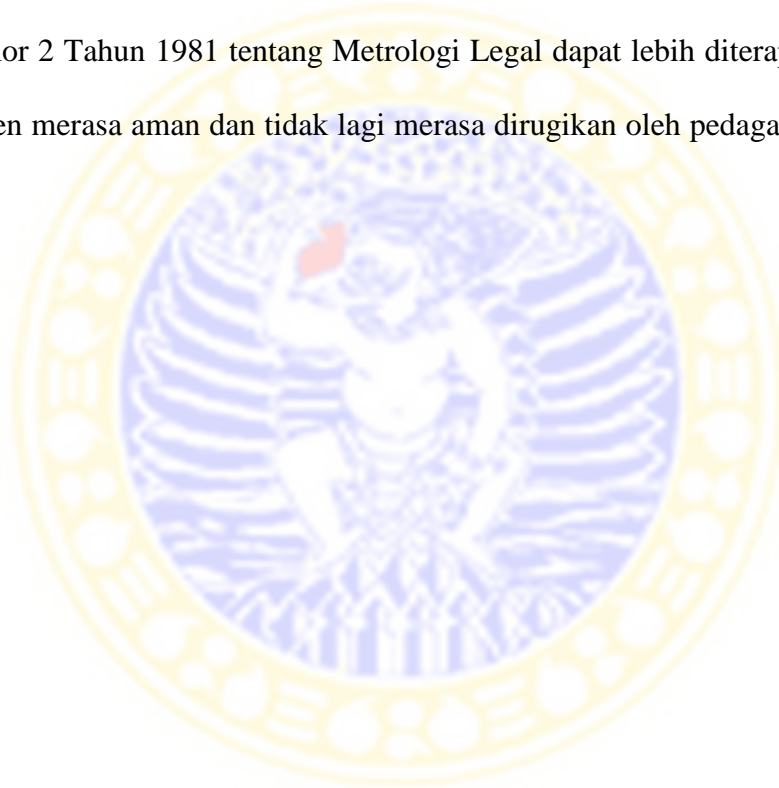 or 2 Tahun 1981 tentang Metrologi Legal dapat lebih ditera
en merasa aman dan tidak lagi merasa dirugikan oleh pedaga